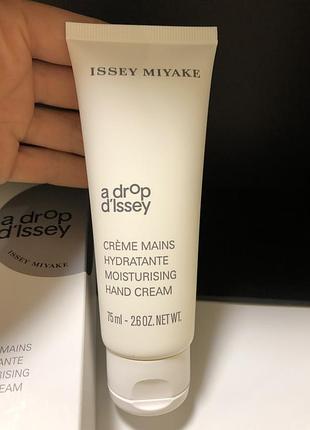 ISSEY MIYAKE
a drop
d'Issey
CRÈME MAINS
HYDRATANTE
MOISTURISING
HAND CREAM
75 ml - 2.6 OZ. NET WT.
a drop
d'Issey
ISSEY MIYAKE
MAINS
ANTE
RISING
EAM